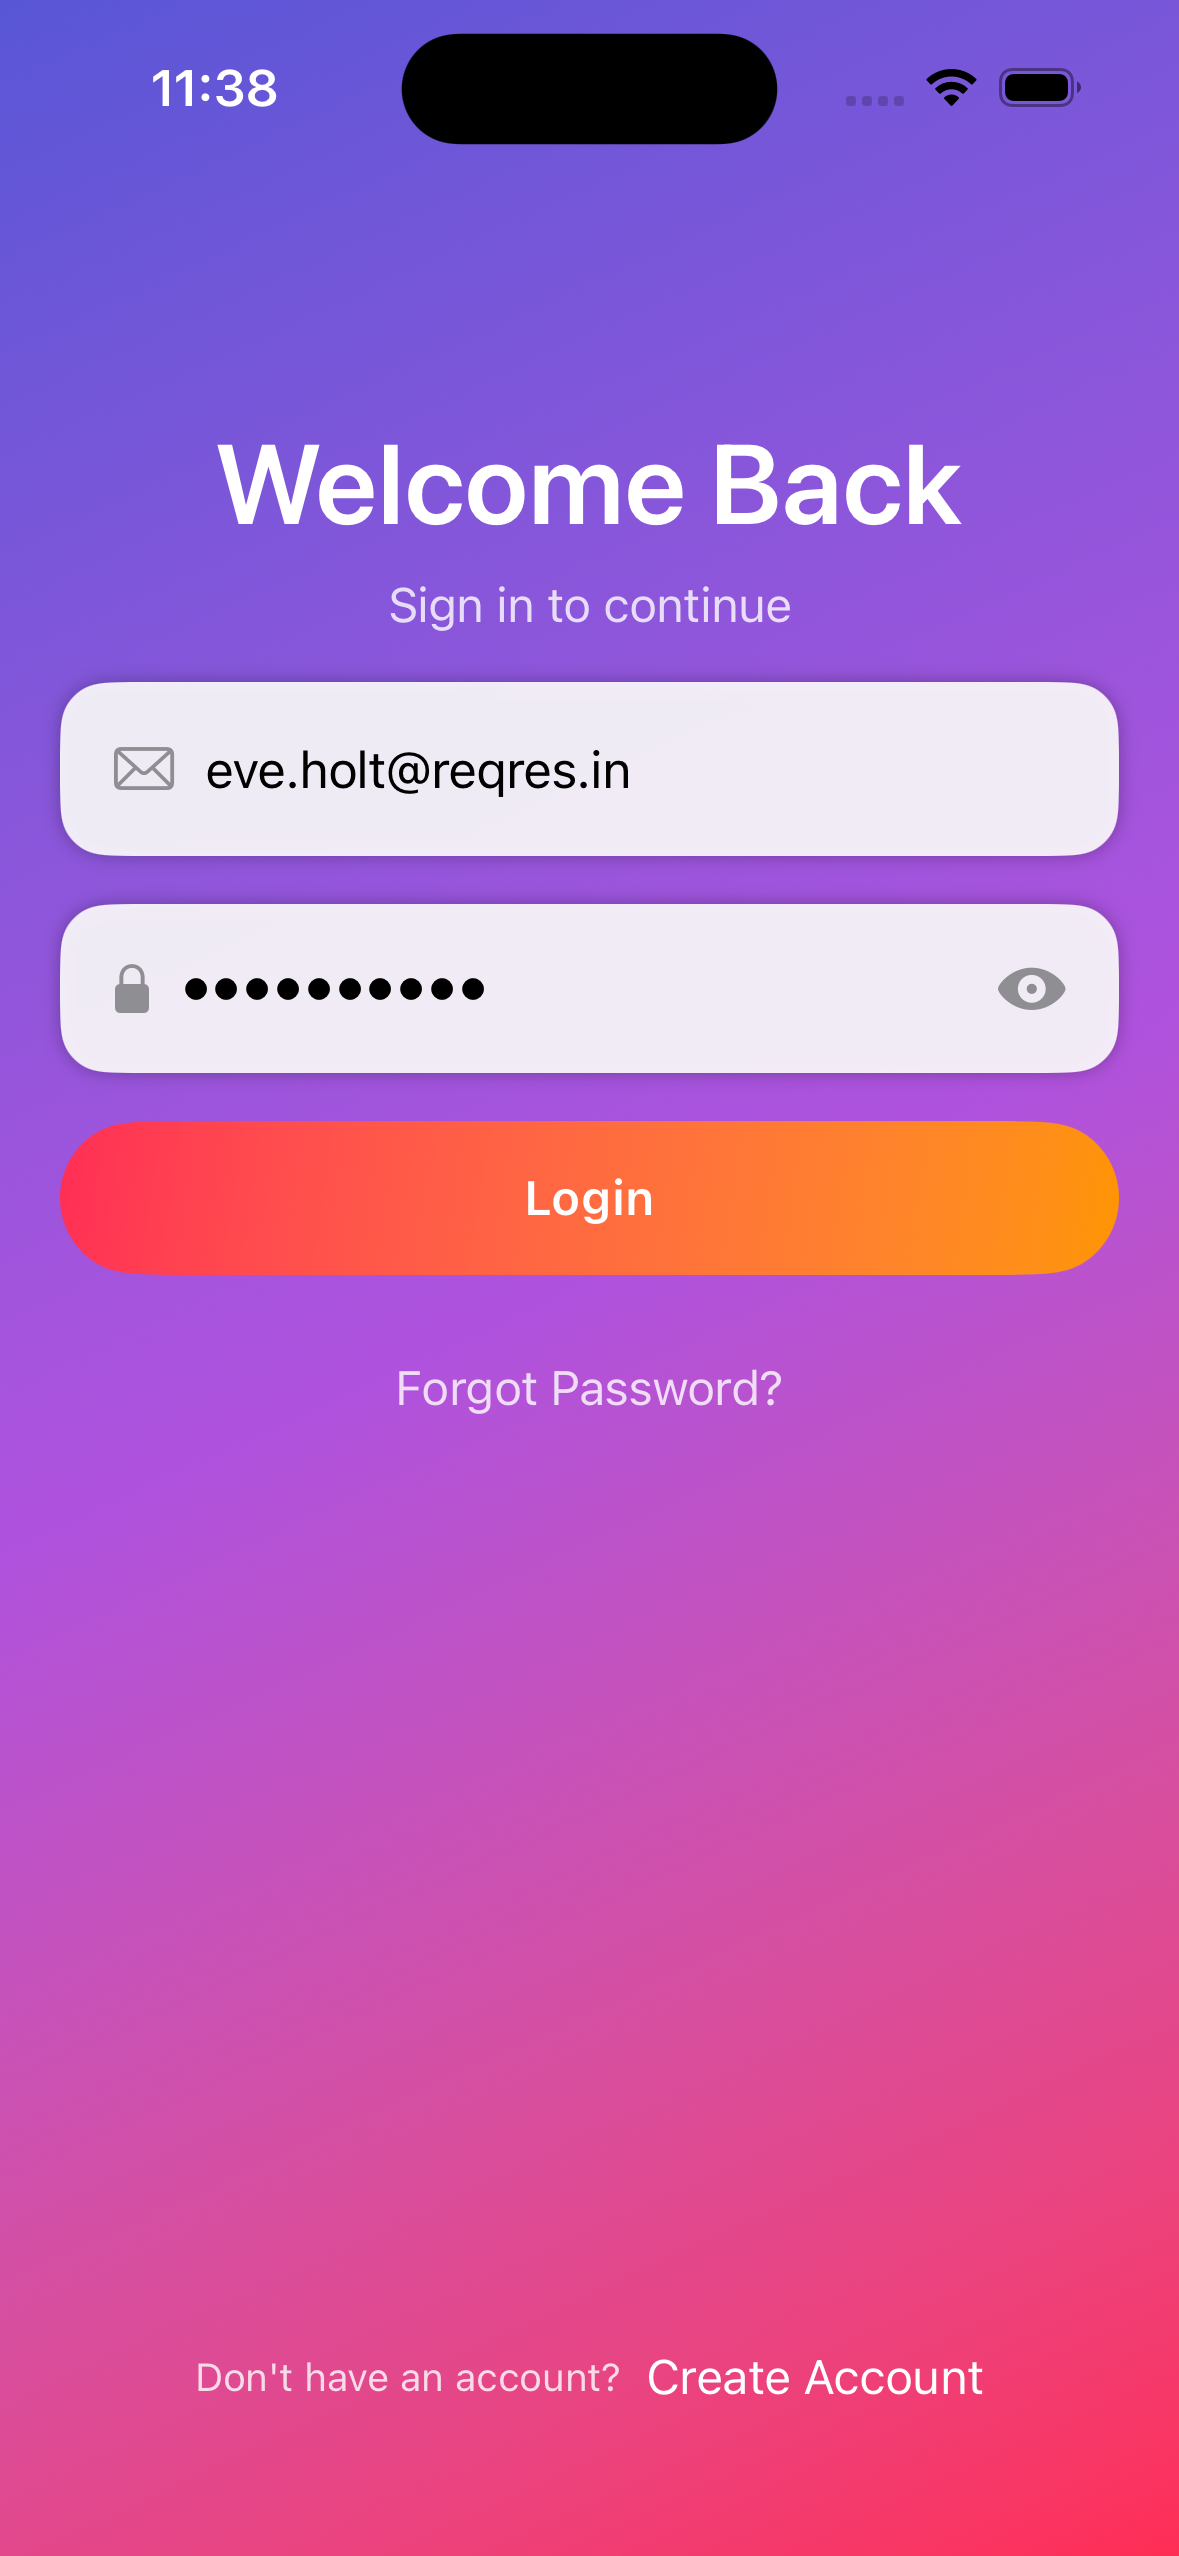 11:38
Welcome Back
Sign in to continue
eve.holt@reqres.in
••••••••••
Login
Forgot Password?
Don't have an account? Create Account